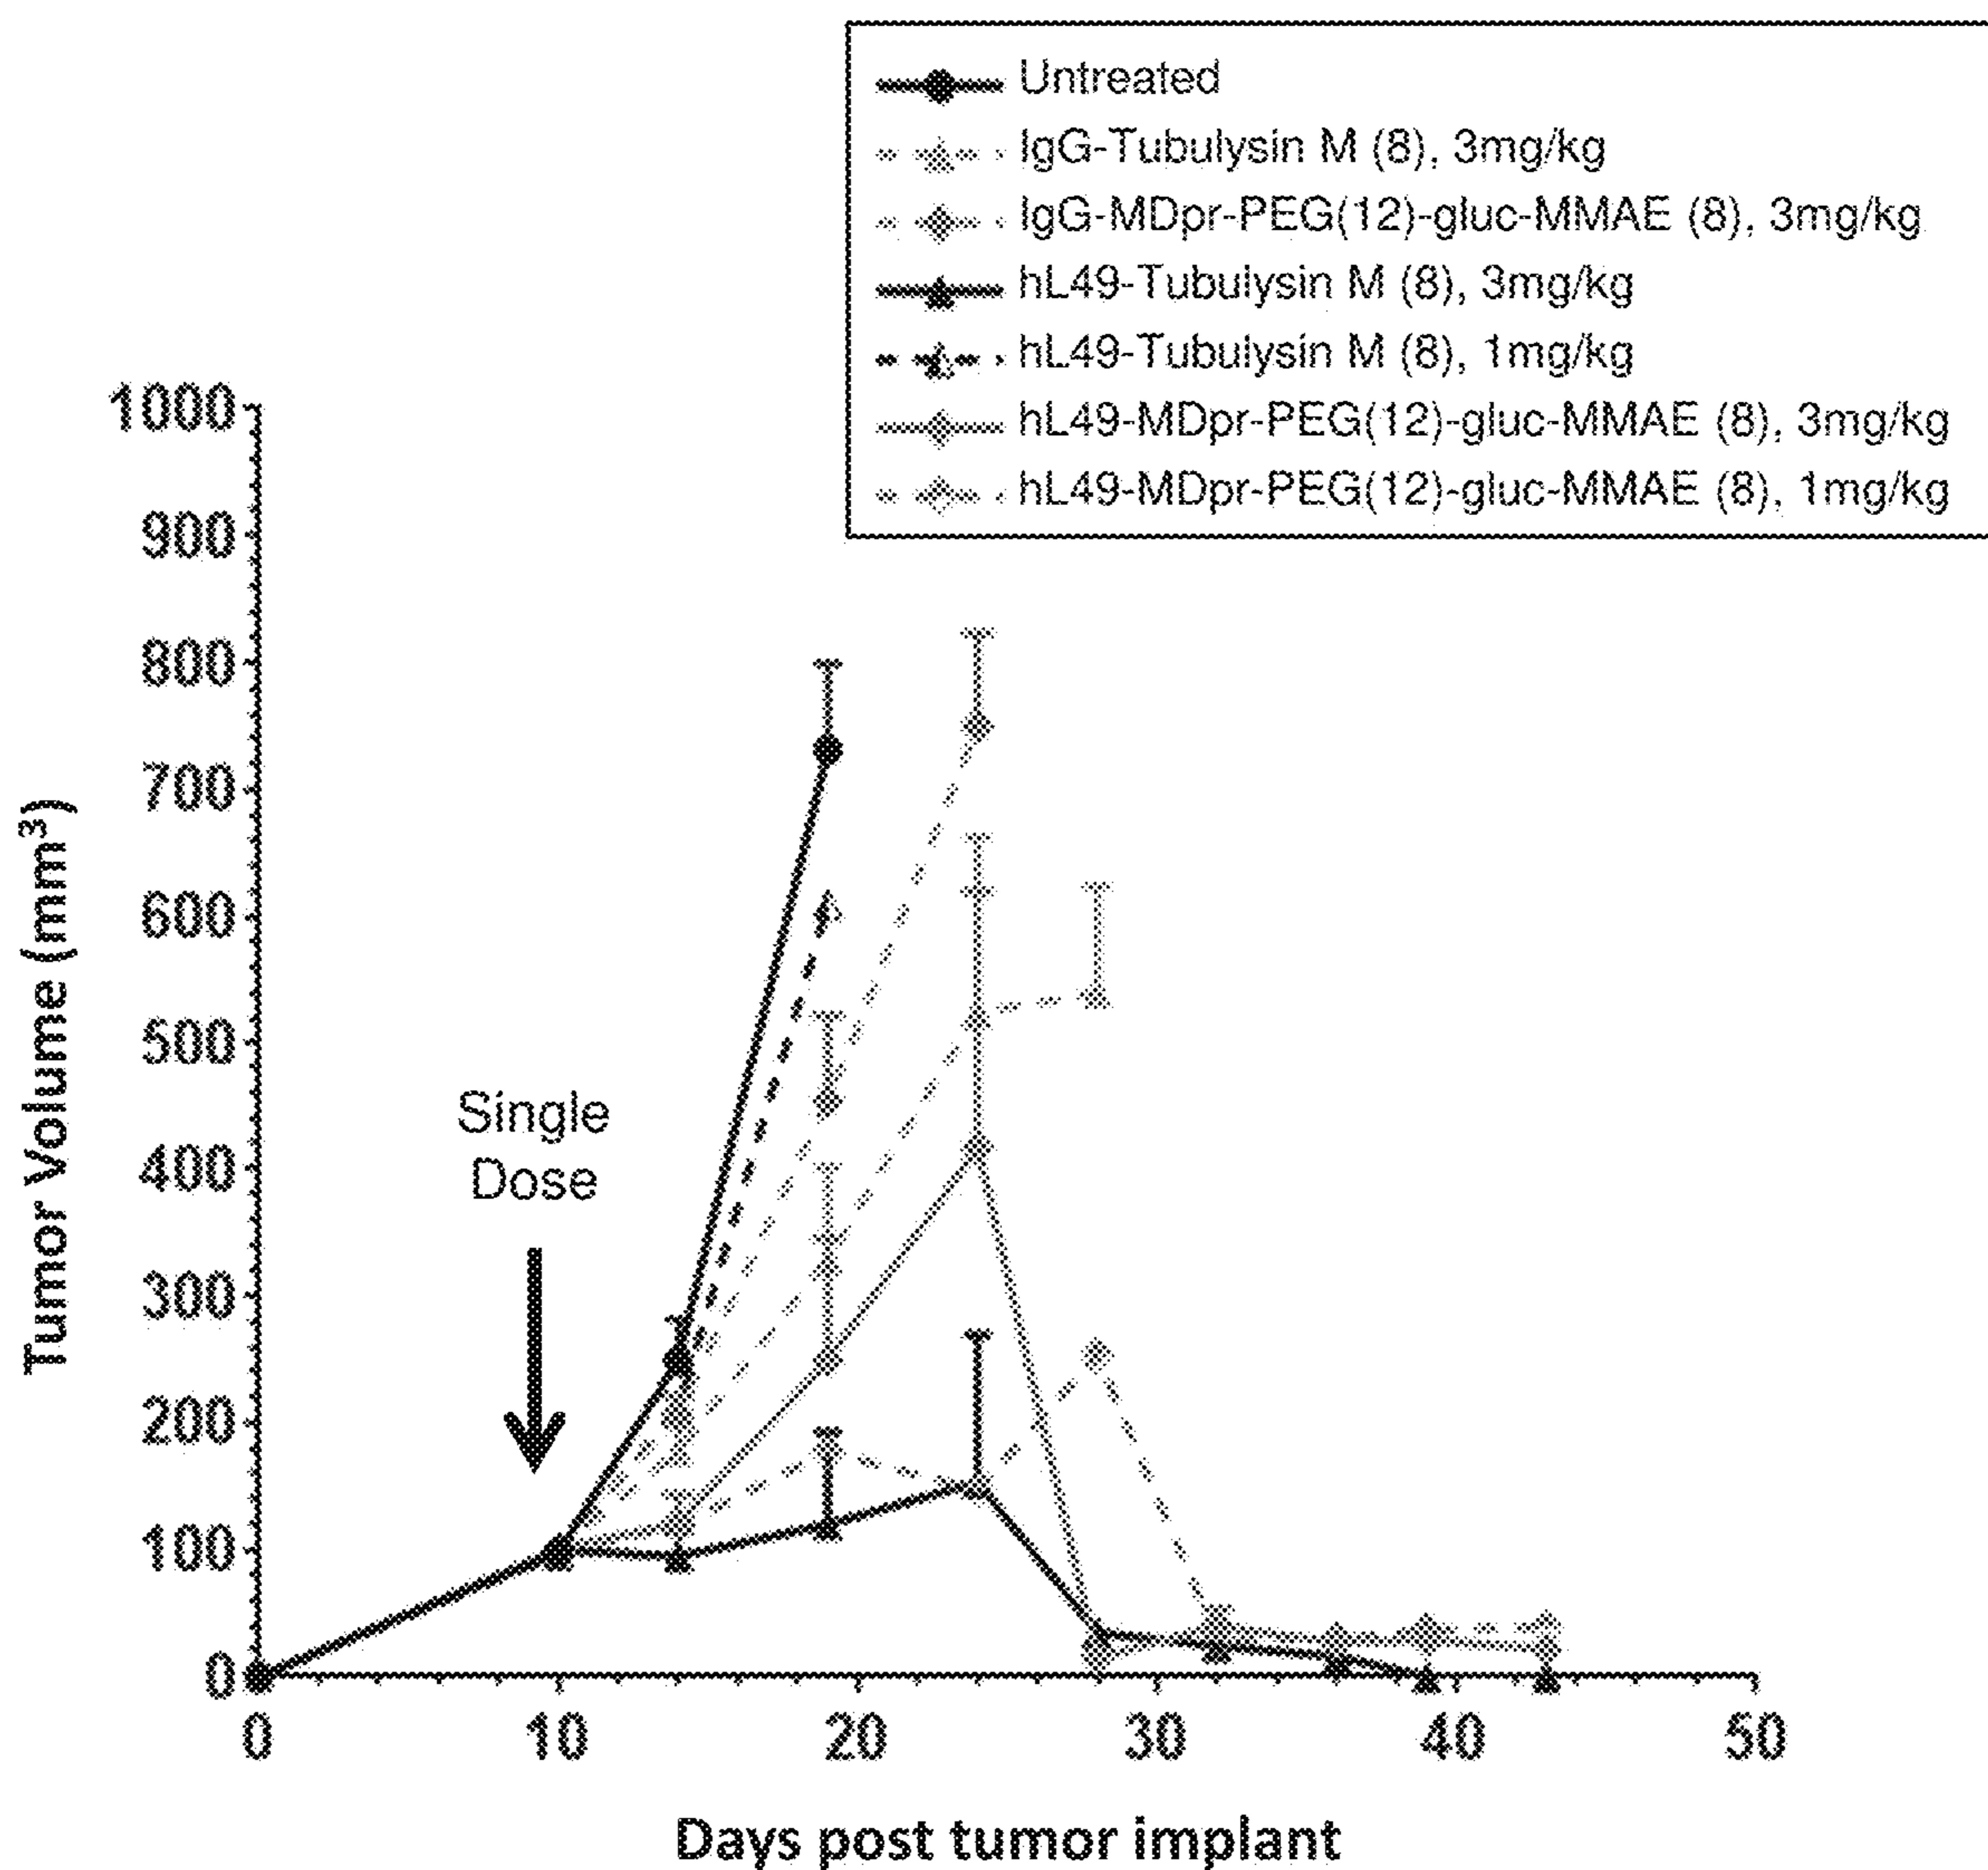 Untreated
IgG-Tubulysin M (8), 3mg/kg
IgG-MDpr-PEG(12)-gluc-MMAE (8), 3mg/kg
hL49-Tubulysin M (8), 3mg/kg
hL49-Tubulysin M (8), 1mg/kg
hL49-MDpr-PEG(12)-gluc-MMAE (8), 3mg/kg
hL49-MDpr-PEG(12)-gluc-MMAE (8), 1mg/kg
1000
900
800
700
600
500
400
300
200
100
0
Tumor Volume (mm³)
Single
Dose
0 10 20 30 40 50
Days post tumor implant